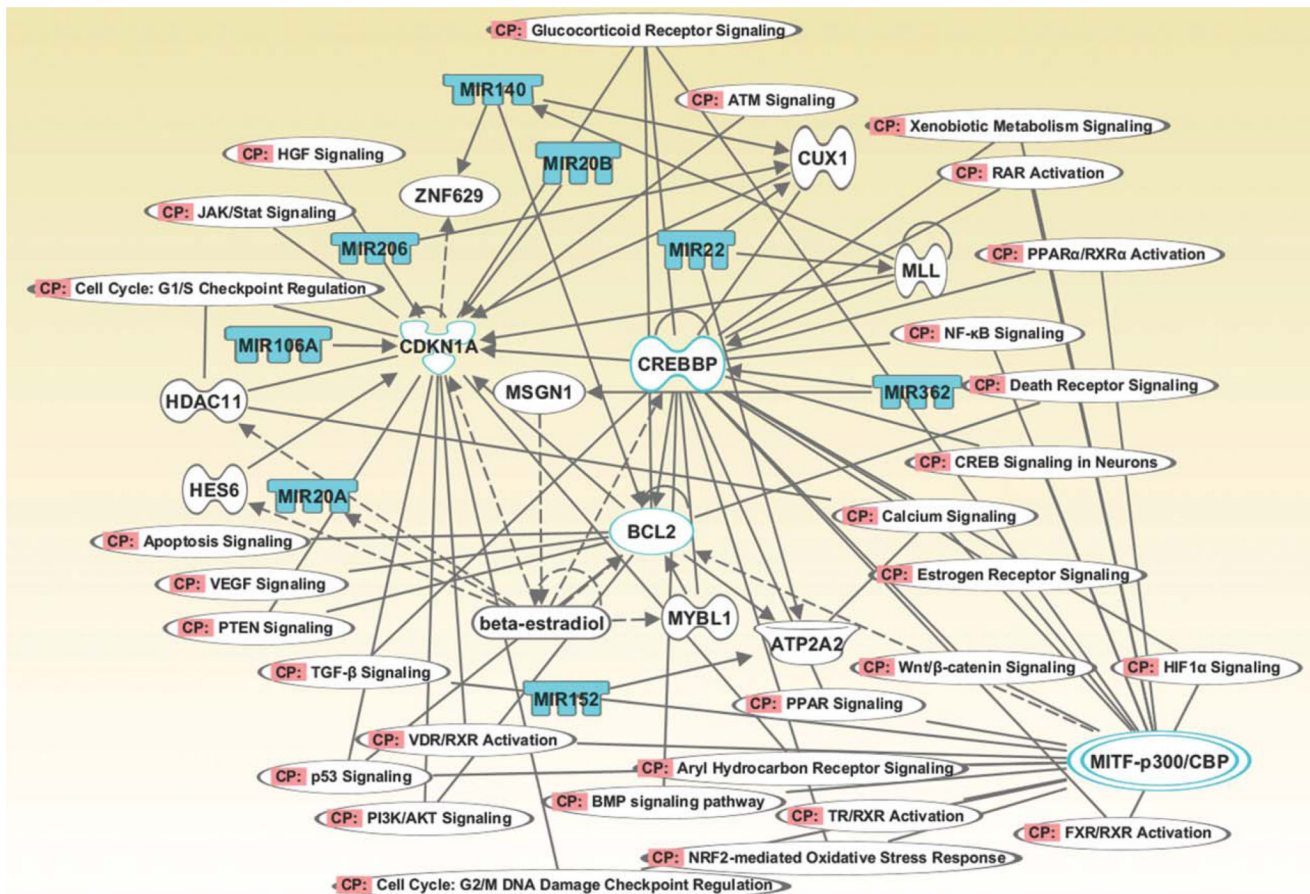 CP: Glucocorticoid Receptor Signaling
MIR140
CP: ATM Signaling
CP: Xenobiotic Metabolism Signaling
CP: HGF Signaling
MIR20B
CUX1
ZNF629
CP: RAR Activation
CP: JAK/Stat Signaling
MIR206
MIR22
MLL
CP: PPARα/RXRα Activation
CP: Cell Cycle: G1/S Checkpoint Regulation
CP: NF-κB Signaling
MIR106A
CDKN1A
CREBBP
HDAC11
MSGN1
MIR362
CP: Death Receptor Signaling
CP: CREB Signaling in Neurons
HES6
MIR20A
CP: Calcium Signaling
CP: Apoptosis Signaling
BCL2
CP: VEGF Signaling
CP: Estrogen Receptor Signaling
CP: PTEN Signaling
beta-estradiol
MYBL1
ATP2A2
CP: TGF-β Signaling
CP: Wnt/β-catenin Signaling
CP: HIF1α Signaling
MIR152
CP: PPAR Signaling
CP: VDR/RXR Activation
MITF-p300/CBP
CP: p53 Signaling
CP: Aryl Hydrocarbon Receptor Signaling
CP: BMP signaling pathway
CP: PI3K/AKT Signaling
CP: TR/RXR Activation
CP: FXR/RXR Activation
CP: NRF2-mediated Oxidative Stress Response
CP: Cell Cycle: G2/M DNA Damage Checkpoint Regulation